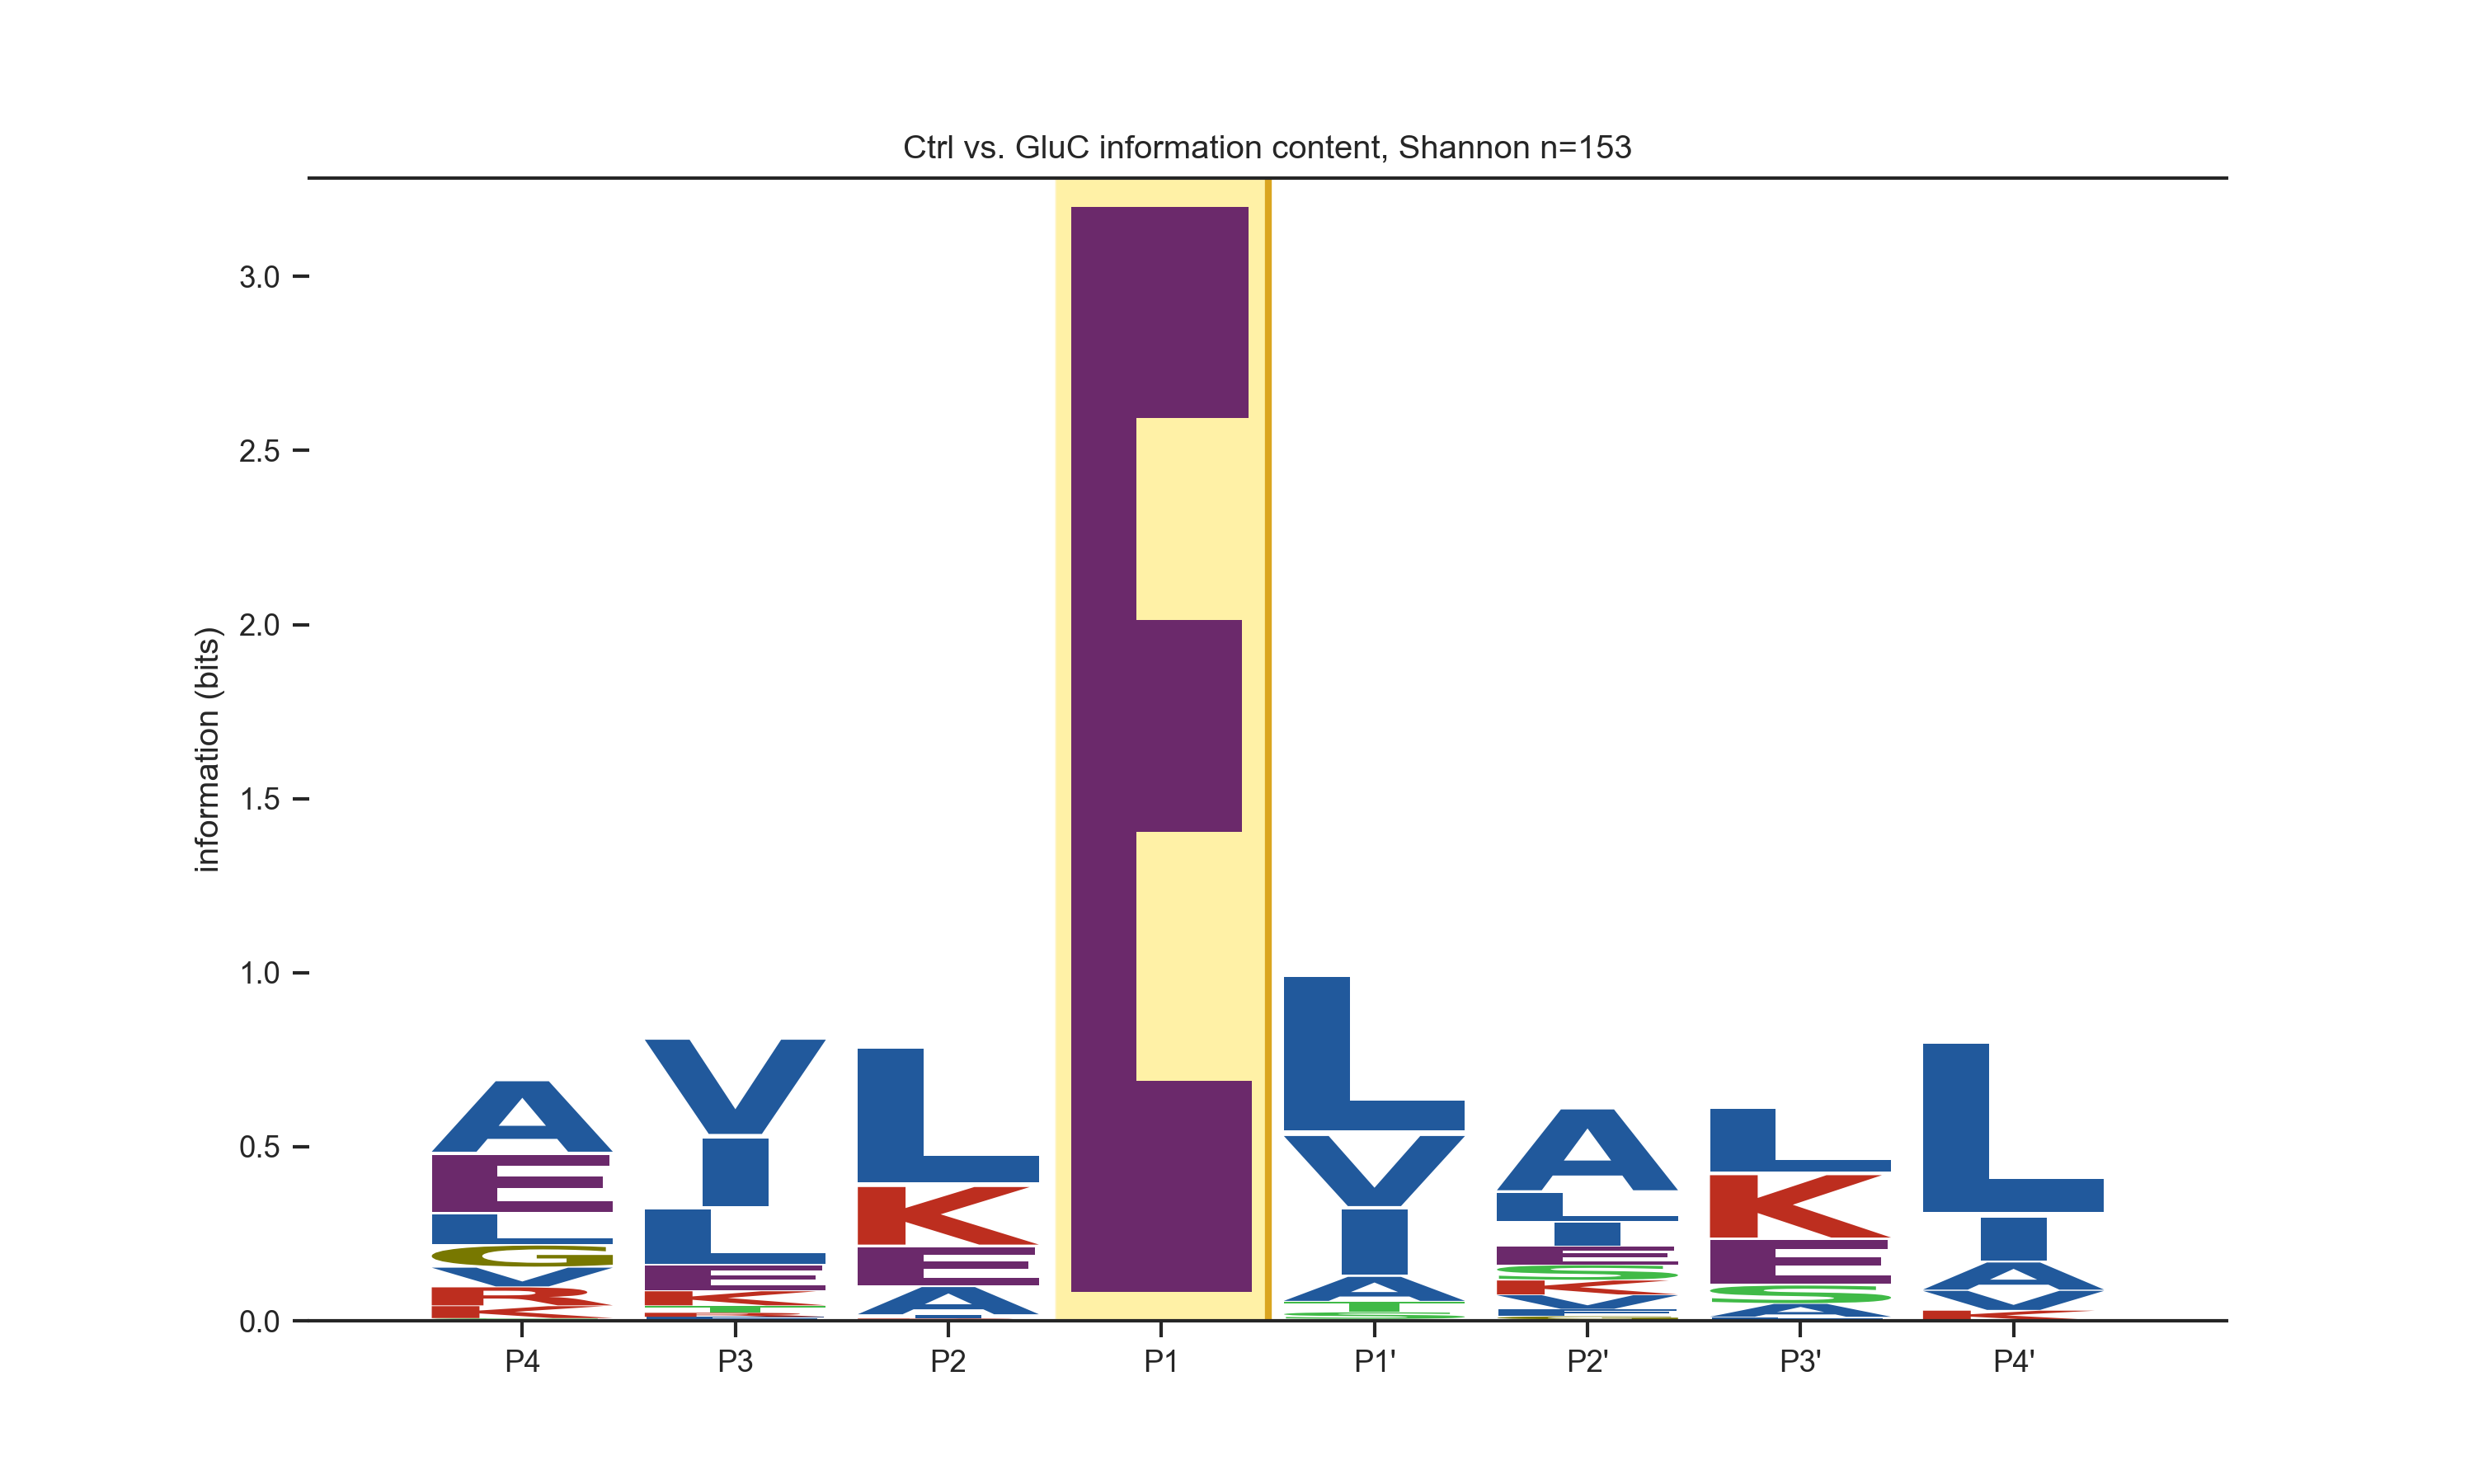 Ctrl vs. GluC information content, Shannon n=153
information (bits)
3.0
2.5
2.0
1.5
1.0
0.5
0.0
A V L E L A L L
E I K V L K I
L L E I I E A
G E A A E S V
V K I T S A K
R T K
K V
P4 P3 P2 P1 P1' P2' P3' P4'